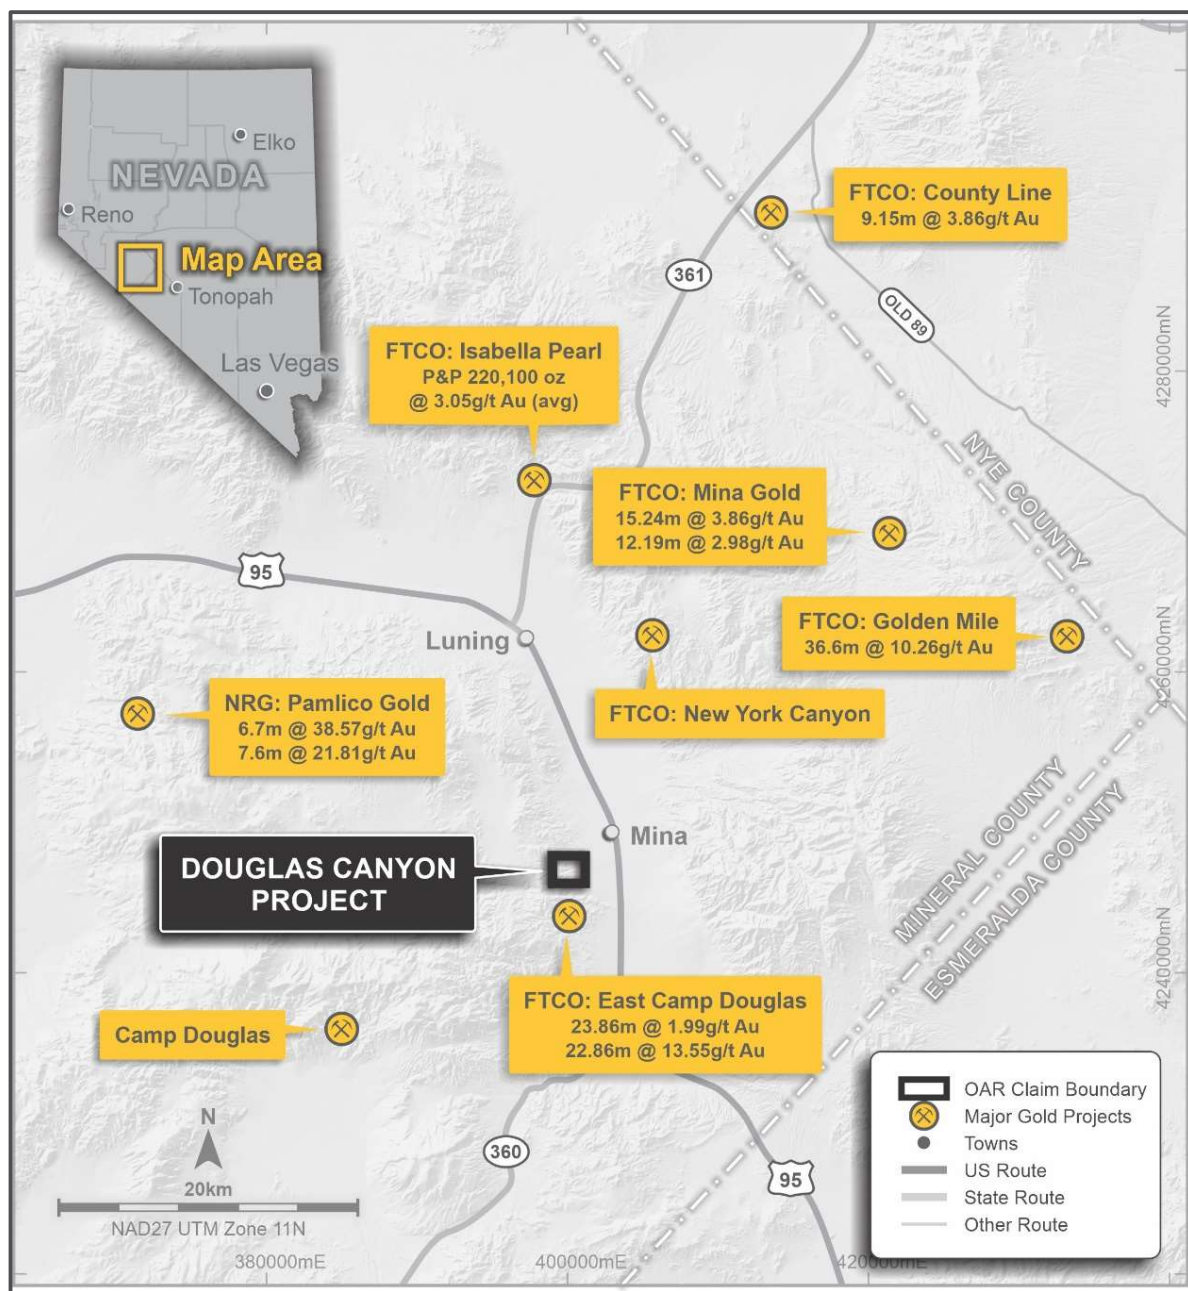 Elko
NEVADA
Reno
Map Area
Tonopah
Las Vegas
FTCO: County Line
9.15m @ 3.86g/t Au
361
OLD 89
4280000mN
FTCO: Isabella Pearl
P&P 220,100 oz
@ 3.05g/t Au (avg)
FTCO: Mina Gold
15.24m @ 3.86g/t Au
12.19m @ 2.98g/t Au
NYE COUNTY
95
Luning
FTCO: Golden Mile
36.6m @ 10.26g/t Au
4260000mN
NRG: Pamlico Gold
6.7m @ 38.57g/t Au
7.6m @ 21.81g/t Au
FTCO: New York Canyon
Mina
MINERAL COUNTY
ESMERALDA COUNTY
DOUGLAS CANYON
PROJECT
4240000mN
FTCO: East Camp Douglas
23.86m @ 1.99g/t Au
22.86m @ 13.55g/t Au
Camp Douglas
N
20km
NAD27 UTM Zone 11N
360
95
OAR Claim Boundary
Major Gold Projects
Towns
US Route
State Route
Other Route
380000mE
400000mE
420000mE